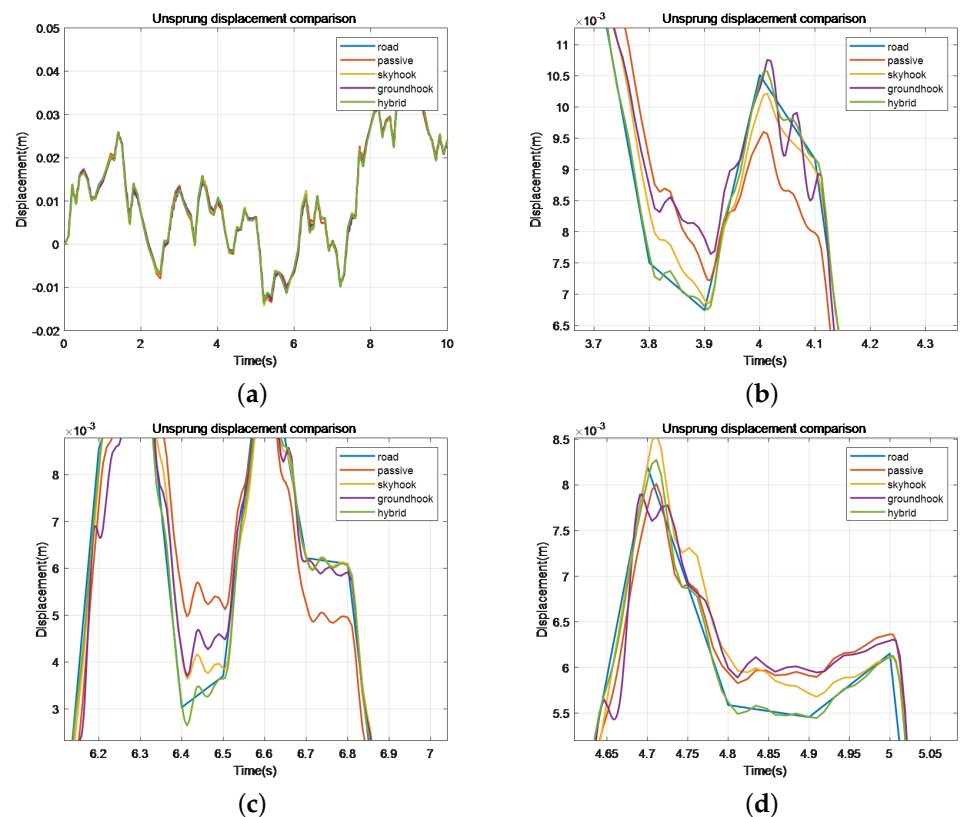 Unsprung displacement comparison
0.05
0.04
0.03
0.02
0.01
0
-0.01
-0.02
Displacement(m)
road
passive
skyhook
groundhook
hybrid
0 2 4 6 8 10
Time(s)
(a)
×10-3
Unsprung displacement comparison
11
10.5
10
9.5
9
8.5
8
7.5
7
6.5
Displacement(m)
road
passive
skyhook
groundhook
hybrid
3.7 3.8 3.9 4 4.1 4.2 4.3
Time(s)
(b)
×10-3
Unsprung displacement comparison
8
7
6
5
4
3
Displacement(m)
road
passive
skyhook
groundhook
hybrid
6.2 6.3 6.4 6.5 6.6 6.7 6.8 6.9 7
Time(s)
(c)
×10-3
Unsprung displacement comparison
8.5
8
7.5
7
6.5
6
5.5
Displacement(m)
road
passive
skyhook
groundhook
hybrid
4.65 4.7 4.75 4.8 4.85 4.9 4.95 5 5.05
Time(s)
(d)